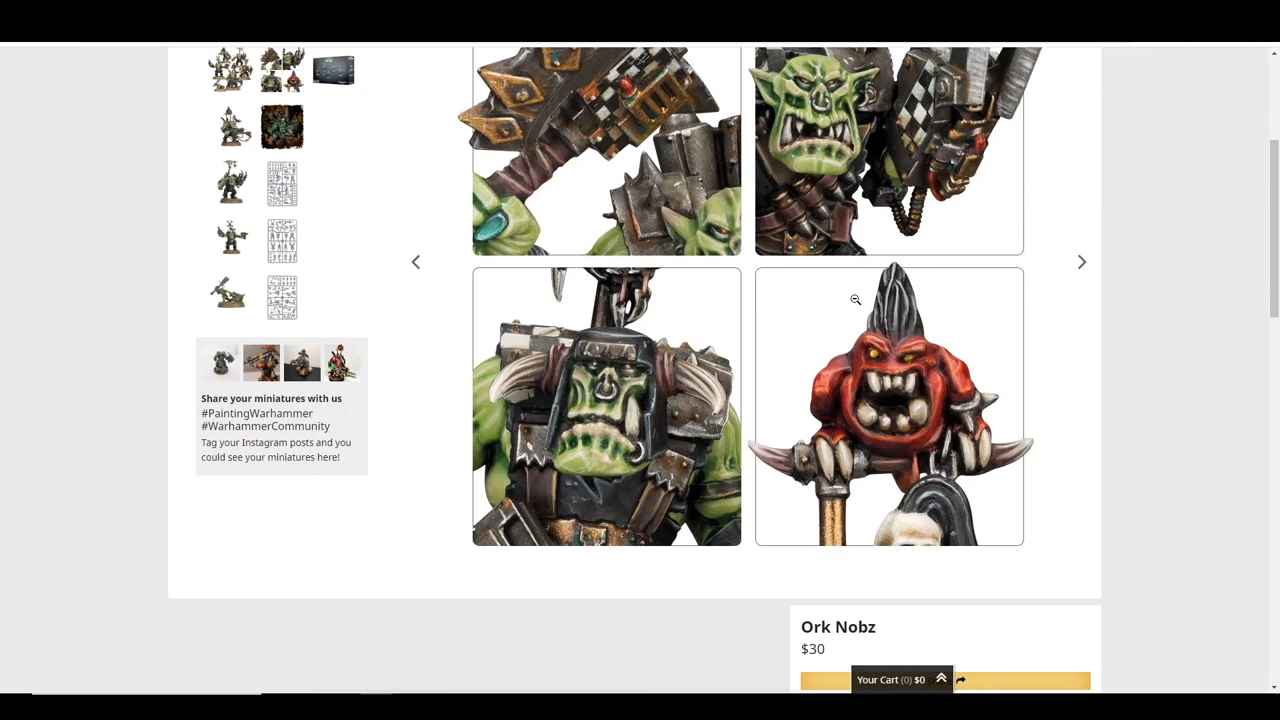 Share your miniatures with us
#PaintingWarhammer
#WarhammerCommunity
Tag your Instagram posts and you
could see your miniatures here!
Ork Nobz
$30
Your Cart (0) $0